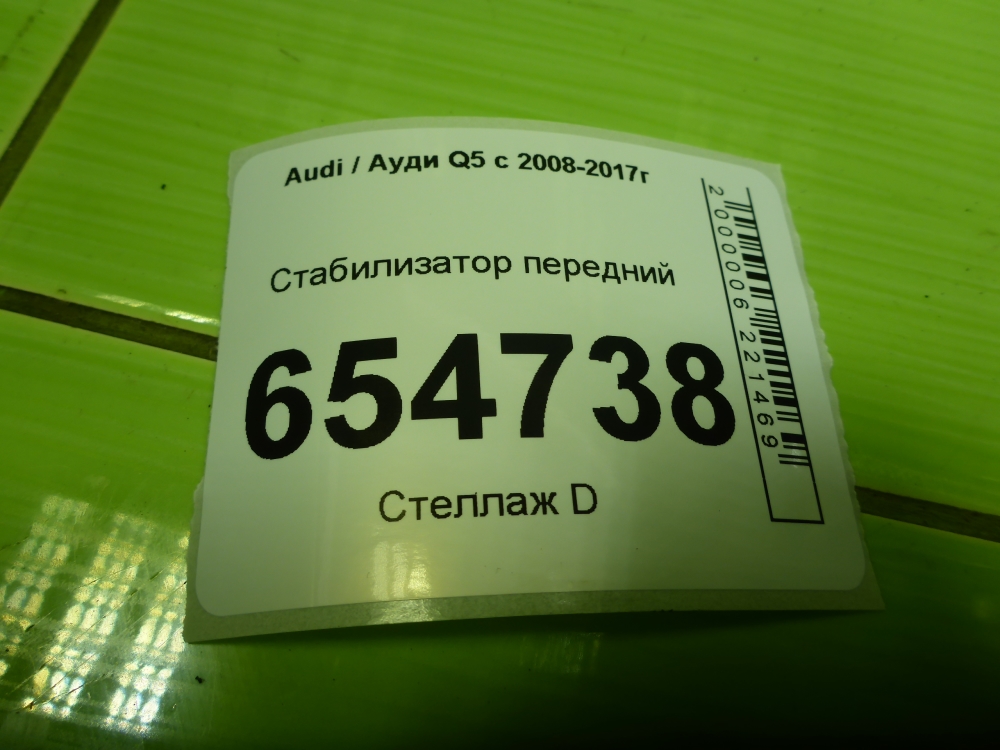 Audi / Ауди Q5 с 2008-2017г
Стабилизатор передний
654738
Стеллаж D
2000006221469